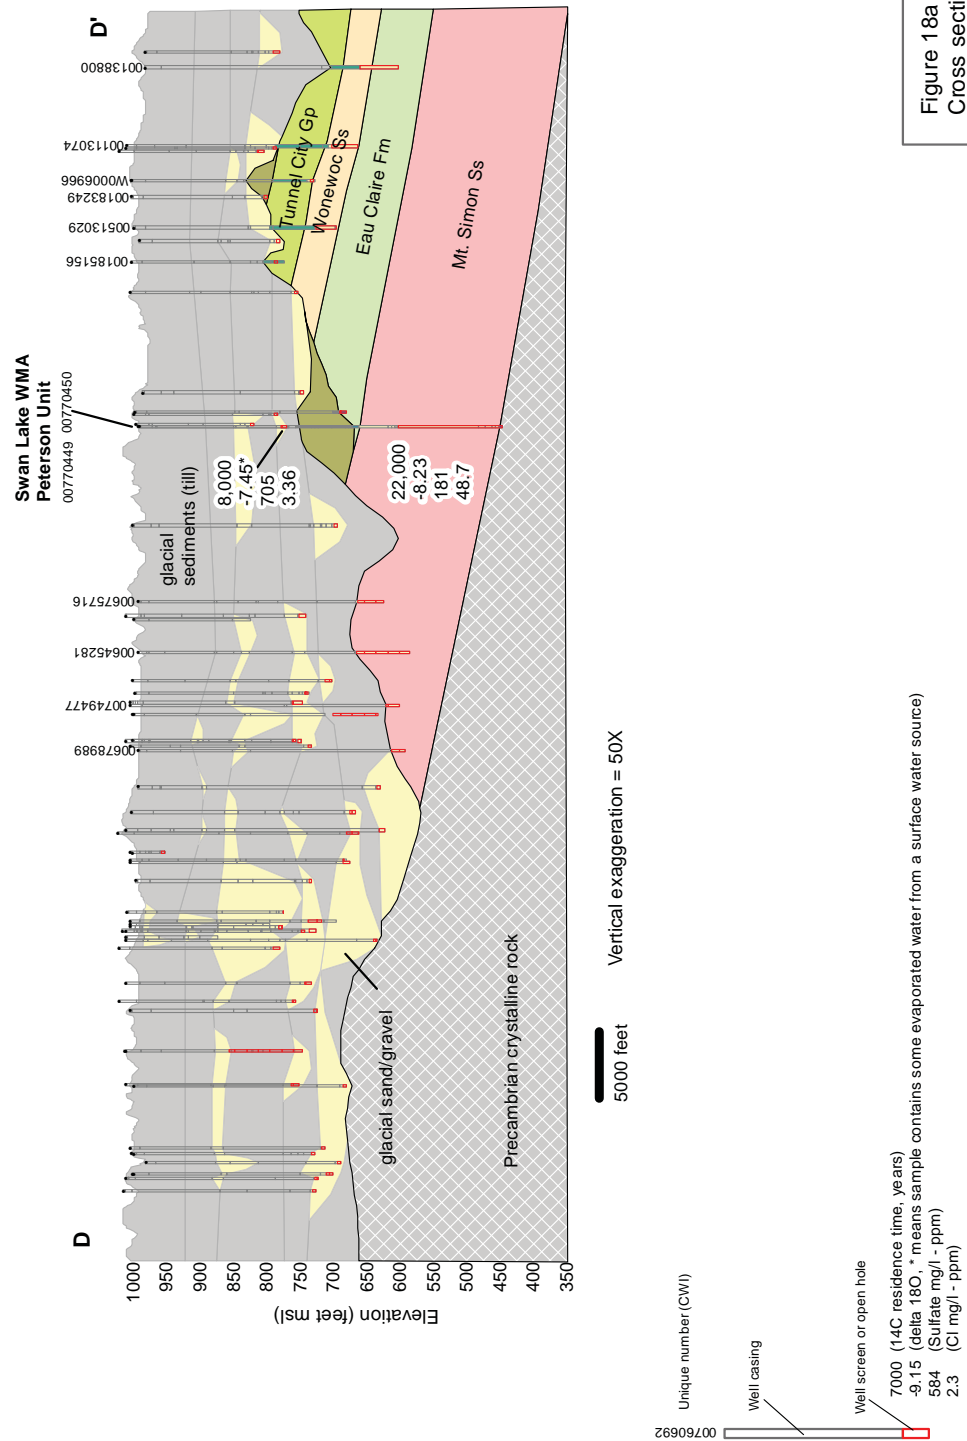 D
D'
Swan Lake WMA
Peterson Unit
00770449 00770450
00678989
00749477
00645281
00675716
00185156
00513029
00183249
W0006966
00113074
00138800
Elevation (feet msl)
1000
950
900
850
800
750
700
650
600
550
500
450
400
350
glacial
sediments (till)
8,000
-7.45*
705
3.36
22,000
-8.23
181
48.7
Tunnel City Gp
Wonewoc Ss
Eau Claire Fm
Mt. Simon Ss
glacial sand/gravel
Precambrian crystalline rock
5000 feet
Vertical exaggeration = 50X
Unique number (CWI)
00760692
Well casing
Well screen or open hole
7000 (14C residence time, years)
-9.15 (delta 18O, * means sample contains some evaporated water from a surface water source)
584 (Sulfate mg/l - ppm)
2.3 (Cl mg/l - ppm)
Figure 18a
Cross secti